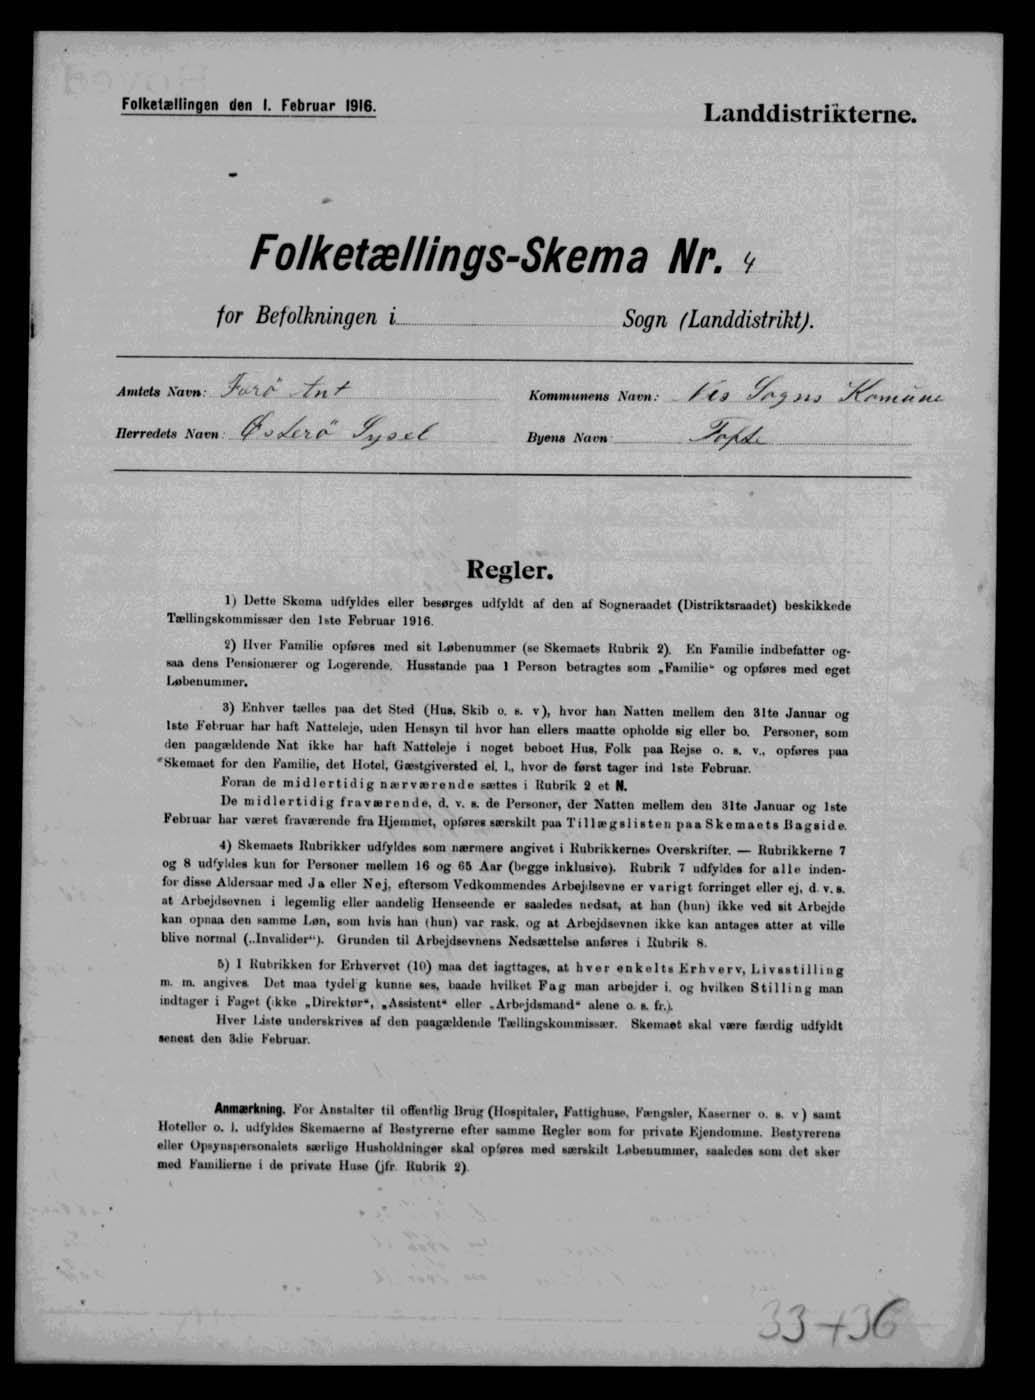 Folketællingen den 1. Februar 1916.
Landdistrikterne.
Folketællings-Skema Nr. 4
for Befolkningen i Sogn (Landdistrikt).
Amtets Navn: Farö Amt
Kommunens Navn: Nes Sogns Komune
Herredets Navn: Østerö Sysel
Byens Navn Tofte
Regler.
1) Dette Skema udfyldes eller besørges udfyldt af den af Sogneraadet (Distriktsraadet) beskikkede
Tællingskommissær den 1ste Februar 1916.
2) Hver Familie opføres med sit Løbenummer (se Skemaets Rubrik 2). En Familie indbefatter og-
saa dens Pensionærer og Logerende. Husstande paa 1 Person betragtes som „Familie“ og opføres med eget
Løbenummer.
3) Enhver tælles paa det Sted (Hus, Skib o. s. v), hvor han Natten mellem den 31te Januar og
1ste Februar har haft Natteleje, uden Hensyn til hvor han ellers maatte opholde sig eller bo. Personer, som
den paagældende Nat ikke har haft Natteleje i noget beboet Hus, Folk paa Rejse o. s. v., opføres paa
Skemaet for den Familie, det Hotel, Gæstgiversted el. l., hvor de først tager ind 1ste Februar.
Foran de midlertidig nærværende sættes i Rubrik 2 et N.
De midlertidig fraværende, d. v. s. de Personer, der Natten mellem den 31te Januar og 1ste
Februar har været fraværende fra Hjemmet, opføres særskilt paa Tillægslisten paa Skemaets Bagside.
4) Skemaets Rubrikker udfyldes som nærmere angivet i Rubrikkernes Overskrifter. — Rubrikkerne 7
og 8 udfyldes kun for Personer mellem 16 og 65 Aar (begge inklusive). Rubrik 7 udfyldes for alle inden-
for disse Aldersaar med Ja eller Nej, eftersom Vedkommendes Arbejdsevne er varigt forringet eller ej, d. v. s.
at Arbejdsevnen i legemlig eller aandelig Henseende er saaledes nedsat, at han (hun) ikke ved sit Arbejde
kan opnaa den samme Løn, som hvis han (hun) var rask, og at Arbejdsevnen ikke kan antages atter at ville
blive normal („Invalider“). Grunden til Arbejdsevnens Nedsættelse anføres i Rubrik 8.
5) I Rubrikken for Erhvervet (10) maa det iagttages, at hver enkelts Erhverv, Livsstilling
m. m. angives. Det maa tydelig kunne ses, baade hvilket Fag man arbejder i, og hvilken Stilling man
indtager i Faget (ikke „Direktør“, „Assistent“ eller „Arbejdsmand“ alene o. s. fr.).
Hver Liste underskrives af den paagældende Tællingskommissær. Skemaet skal være færdig udfyldt
senest den 3die Februar.
Anmærkning. For Anstalter til offentlig Brug (Hospitaler, Fattighuse, Fængsler, Kaserner o. s. v) samt
Hoteller o. l. udfyldes Skemaerne af Bestyrerne efter samme Regler som for private Ejendomme. Bestyrerens
eller Opsynspersonalets særlige Husholdninger skal opføres med særskilt Løbenummer, saaledes som det sker
med Familierne i de private Huse (jfr. Rubrik 2).
33+36